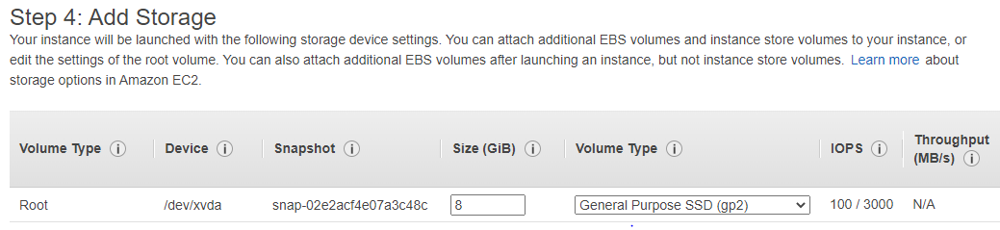 Step 4: Add Storage
Your instance will be launched with the following storage device settings. You can attach additional EBS volumes and instance store volumes to your instance, or
edit the settings of the root volume. You can also attach additional EBS volumes after launching an instance, but not instance store volumes. Learn more about
storage options in Amazon EC2.
Volume Type i Device i Snapshot i Size (GiB) i Volume Type i IOPS i Throughput
(MB/s) i
Root /dev/xvda snap-02e2acf4e07a3c48c 8 General Purpose SSD (gp2) 100 / 3000 N/A